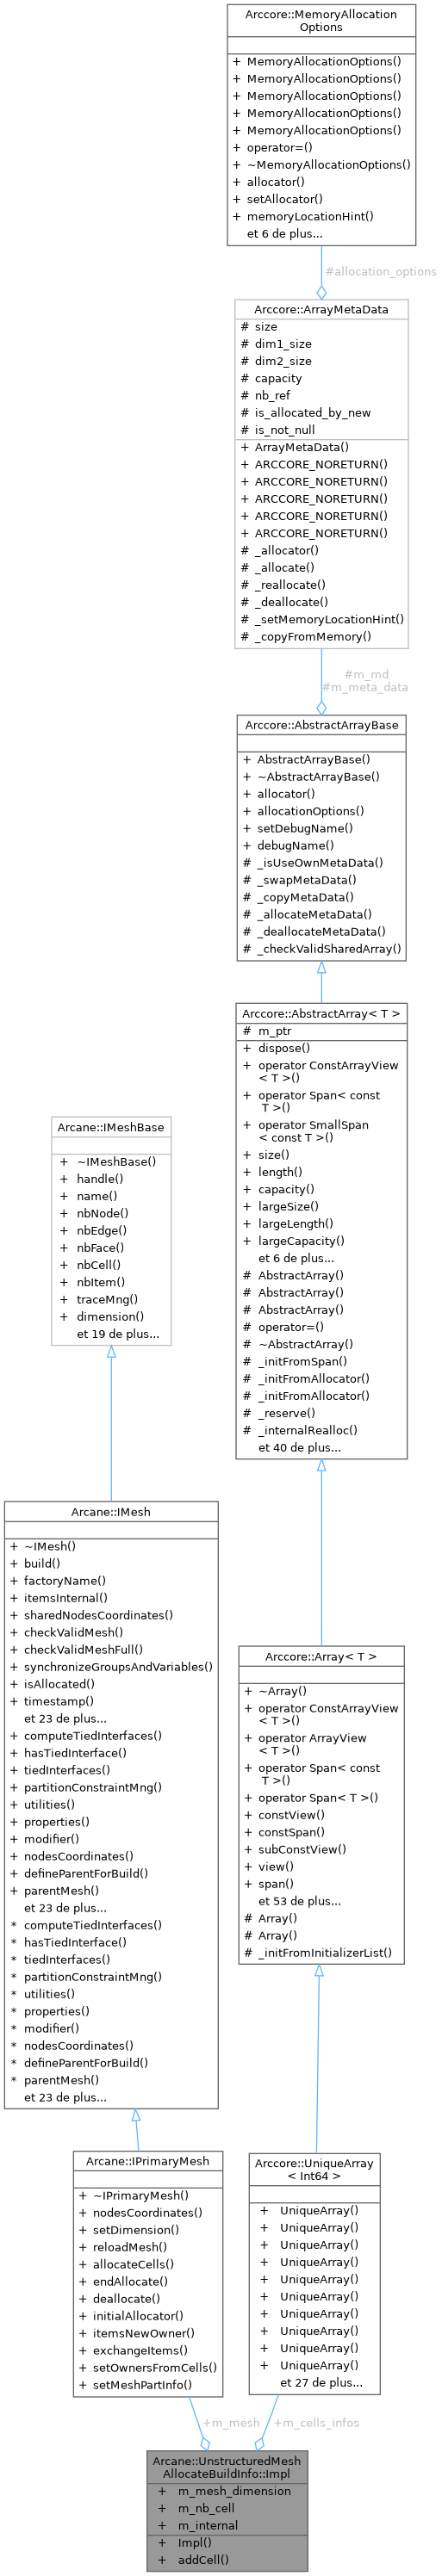 Arccore::MemoryAllocation
Options
+ MemoryAllocationOptions()
+ MemoryAllocationOptions()
+ MemoryAllocationOptions()
+ MemoryAllocationOptions()
+ MemoryAllocationOptions()
+ operator=()
+ ~MemoryAllocationOptions()
+ allocator()
+ setAllocator()
+ memoryLocationHint()
et 6 de plus...
#allocation_options
Arccore::ArrayMetaData
# size
# dim1_size
# dim2_size
# capacity
# nb_ref
# is_allocated_by_new
# is_not_null
+ ArrayMetaData()
+ ARCCORE_NORETURN()
+ ARCCORE_NORETURN()
+ ARCCORE_NORETURN()
+ ARCCORE_NORETURN()
+ ARCCORE_NORETURN()
# _allocator()
# _allocate()
# _reallocate()
# _deallocate()
# _setMemoryLocationHint()
# _copyFromMemory()
#m_md
#m_meta_data
Arccore::AbstractArrayBase
+ AbstractArrayBase()
+ ~AbstractArrayBase()
+ allocator()
+ allocationOptions()
+ setDebugName()
+ debugName()
# _isUseOwnMetaData()
# _swapMetaData()
# _copyMetaData()
# _allocateMetaData()
# _deallocateMetaData()
# _checkValidSharedArray()
Arccore::AbstractArray< T >
# m_ptr
+ dispose()
+ operator ConstArrayView
< T >()
+ operator Span< const
T >()
+ operator SmallSpan
< const T >()
+ size()
+ length()
+ capacity()
+ largeSize()
+ largeLength()
+ largeCapacity()
et 6 de plus...
# AbstractArray()
# AbstractArray()
# AbstractArray()
# operator=()
# ~AbstractArray()
# _initFromSpan()
# _initFromAllocator()
# _initFromAllocator()
# _reserve()
# _internalRealloc()
et 40 de plus...
Arcane::IMeshBase
+ ~IMeshBase()
+ handle()
+ name()
+ nbNode()
+ nbEdge()
+ nbFace()
+ nbCell()
+ nbItem()
+ traceMng()
+ dimension()
et 19 de plus...
Arcane::IMesh
+ ~IMesh()
+ build()
+ factoryName()
+ itemsInternal()
+ sharedNodesCoordinates()
+ checkValidMesh()
+ checkValidMeshFull()
+ synchronizeGroupsAndVariables()
+ isAllocated()
+ timestamp()
et 23 de plus...
+ computeTiedInterfaces()
+ hasTiedInterface()
+ tiedInterfaces()
+ partitionConstraintMng()
+ utilities()
+ properties()
+ modifier()
+ nodesCoordinates()
+ defineParentForBuild()
+ parentMesh()
et 23 de plus...
* computeTiedInterfaces()
* hasTiedInterface()
* tiedInterfaces()
* partitionConstraintMng()
* utilities()
* properties()
* modifier()
* nodesCoordinates()
* defineParentForBuild()
* parentMesh()
et 23 de plus...
Arccore::Array< T >
+ ~Array()
+ operator ConstArrayView
< T >()
+ operator ArrayView
< T >()
+ operator Span< const
T >()
+ operator Span< T >()
+ constView()
+ constSpan()
+ subConstView()
+ view()
+ span()
et 53 de plus...
# Array()
# Array()
# _initFromInitializerList()
Arcane::IPrimaryMesh
+ ~IPrimaryMesh()
+ nodesCoordinates()
+ setDimension()
+ reloadMesh()
+ allocateCells()
+ endAllocate()
+ deallocate()
+ initialAllocator()
+ itemsNewOwner()
+ exchangeItems()
+ setOwnersFromCells()
+ setMeshPartInfo()
Arccore::UniqueArray
< Int64 >
+ UniqueArray()
+ UniqueArray()
+ UniqueArray()
+ UniqueArray()
+ UniqueArray()
+ UniqueArray()
+ UniqueArray()
+ UniqueArray()
+ UniqueArray()
+ UniqueArray()
et 27 de plus...
+m_mesh
+m_cells_infos
Arcane::UnstructuredMesh
AllocateBuildInfo::Impl
+ m_mesh_dimension
+ m_nb_cell
+ m_internal
+ Impl()
+ addCell()